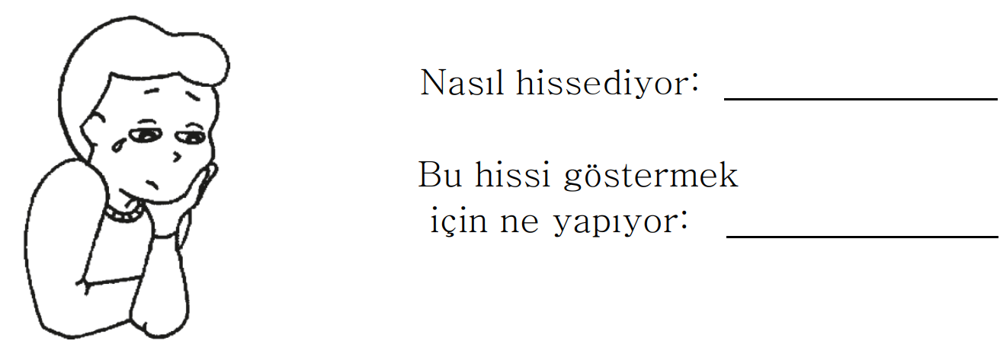 Nasıl hissediyor:
Bu hissi göstermek
için ne yapıyor: